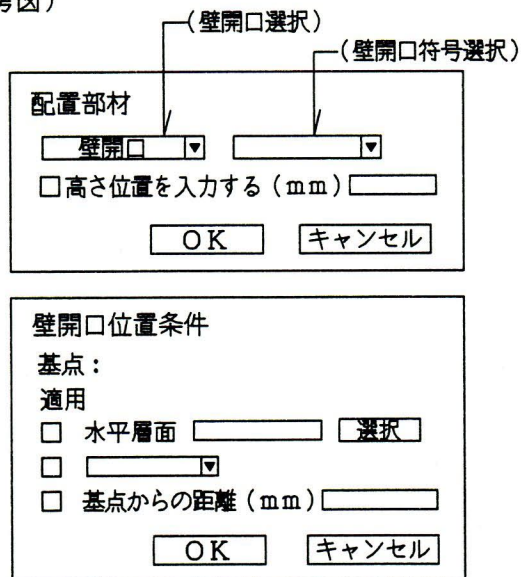 考図)
(壁開口選択)
(壁開口符号選択)
配置部材
壁開口 ▼ ▼
□高さ位置を入力する(mm)
OK キャンセル
壁開口位置条件
基点:
適用
□ 水平層面 選択
□ ▼
□ 基点からの距離(mm)
OK キャンセル